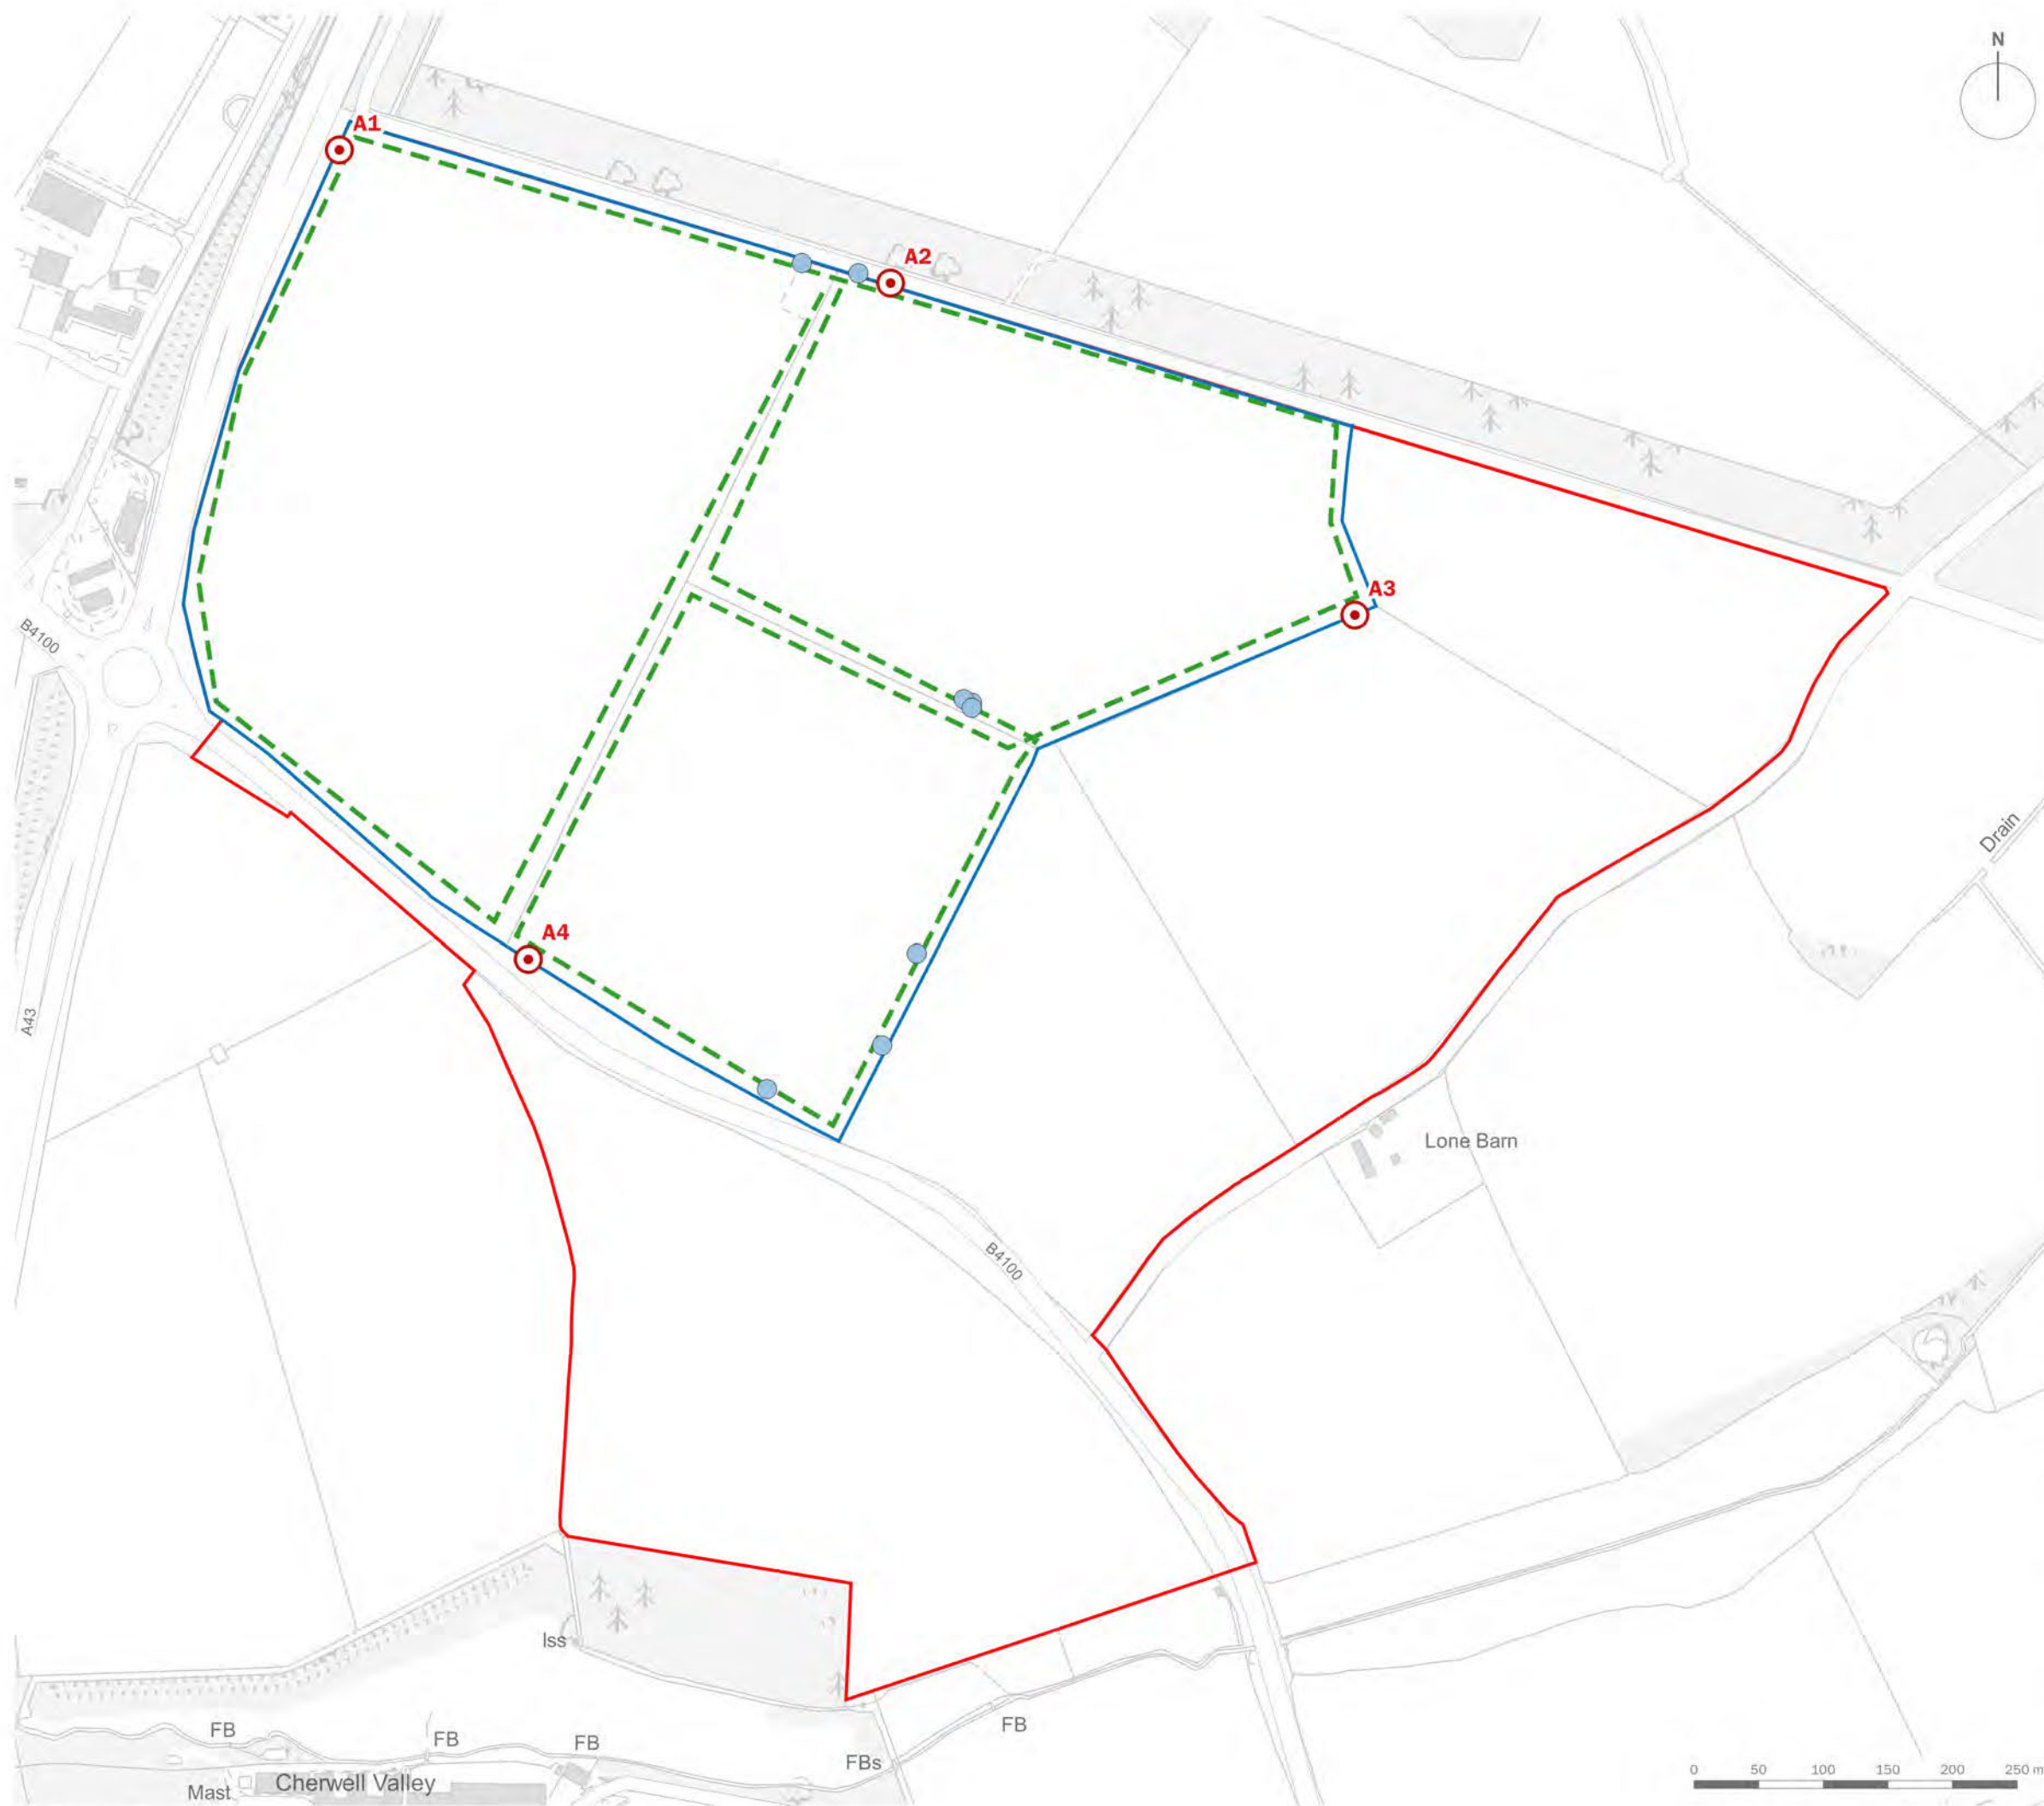 N
A1
A2
A3
B4100
Drain
A4
A43
Lone Barn
B4100
Iss
FB
FB
FB
FB
FBs
Mast
Cherwell Valley
0 50 100 150 200 250 m